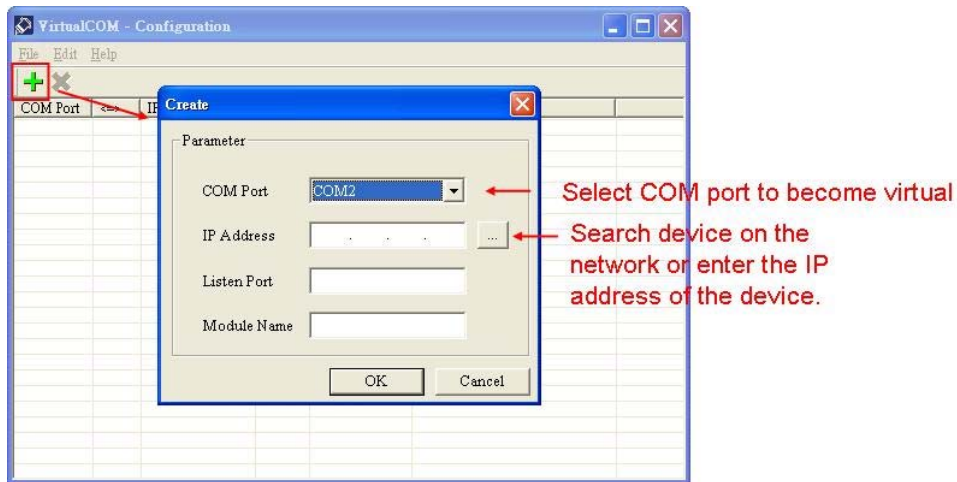 VirtualCOM - Configuration
File Edit Help
COM Port <=> IP
Create
Parameter
COM Port COM2
Select COM port to become virtual
IP Address . . . ...
Search device on the
network or enter the IP
address of the device.
Listen Port
Module Name
OK Cancel